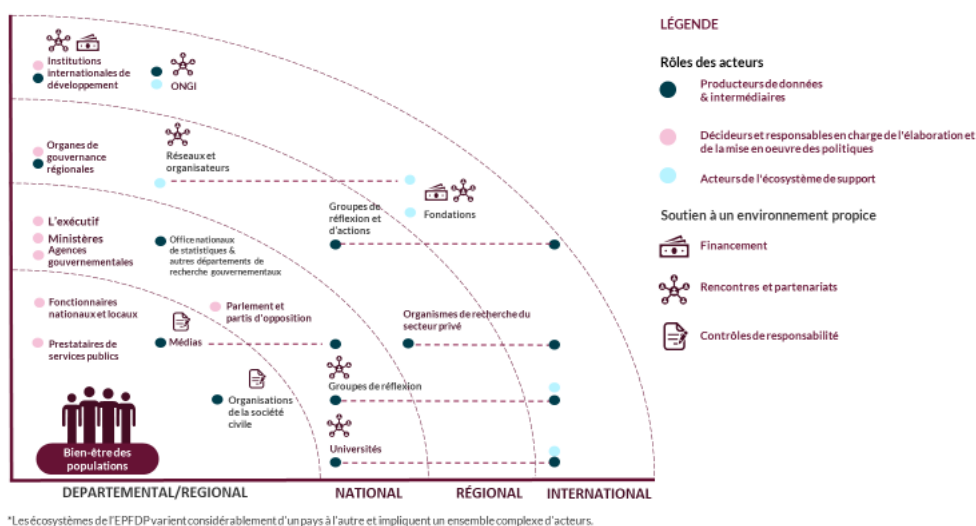 Institutions
internationales de
développement
ONGI
Organes de
gouvernance
régionales
Réseaux et
organisateurs
Groupes de
réflexion et
d'actions
Fondations
L'exécutif
Ministères
Agences
gouvernementales
Office nationaux
de statistiques &
autres départements de
recherche gouvernementaux
Fonctionnaires
nationaux et locaux
Parlement et
partis d'opposition
Organismes de recherche du
secteur privé
Prestataires de
services publics
Médias
Groupes de réflexion
Organisations
de la société
civile
Universités
Bien-être des
populations
DEPARTEMENTAL/REGIONAL
NATIONAL
RÉGIONAL
INTERNATIONAL
LÉGENDE
Rôles des acteurs
Producteurs de données
& intermédiaires
Décideurs et responsables en charge de l'élaboration et
de la mise en oeuvre des politiques
Acteurs de l'écosystème de support
Soutien à un environnement propice
Financement
Rencontres et partenariats
Contrôles de responsabilité
*Les écosystèmes de l'EPFDP varient considérablement d'un pays à l'autre et impliquent un ensemble complexe d'acteurs.